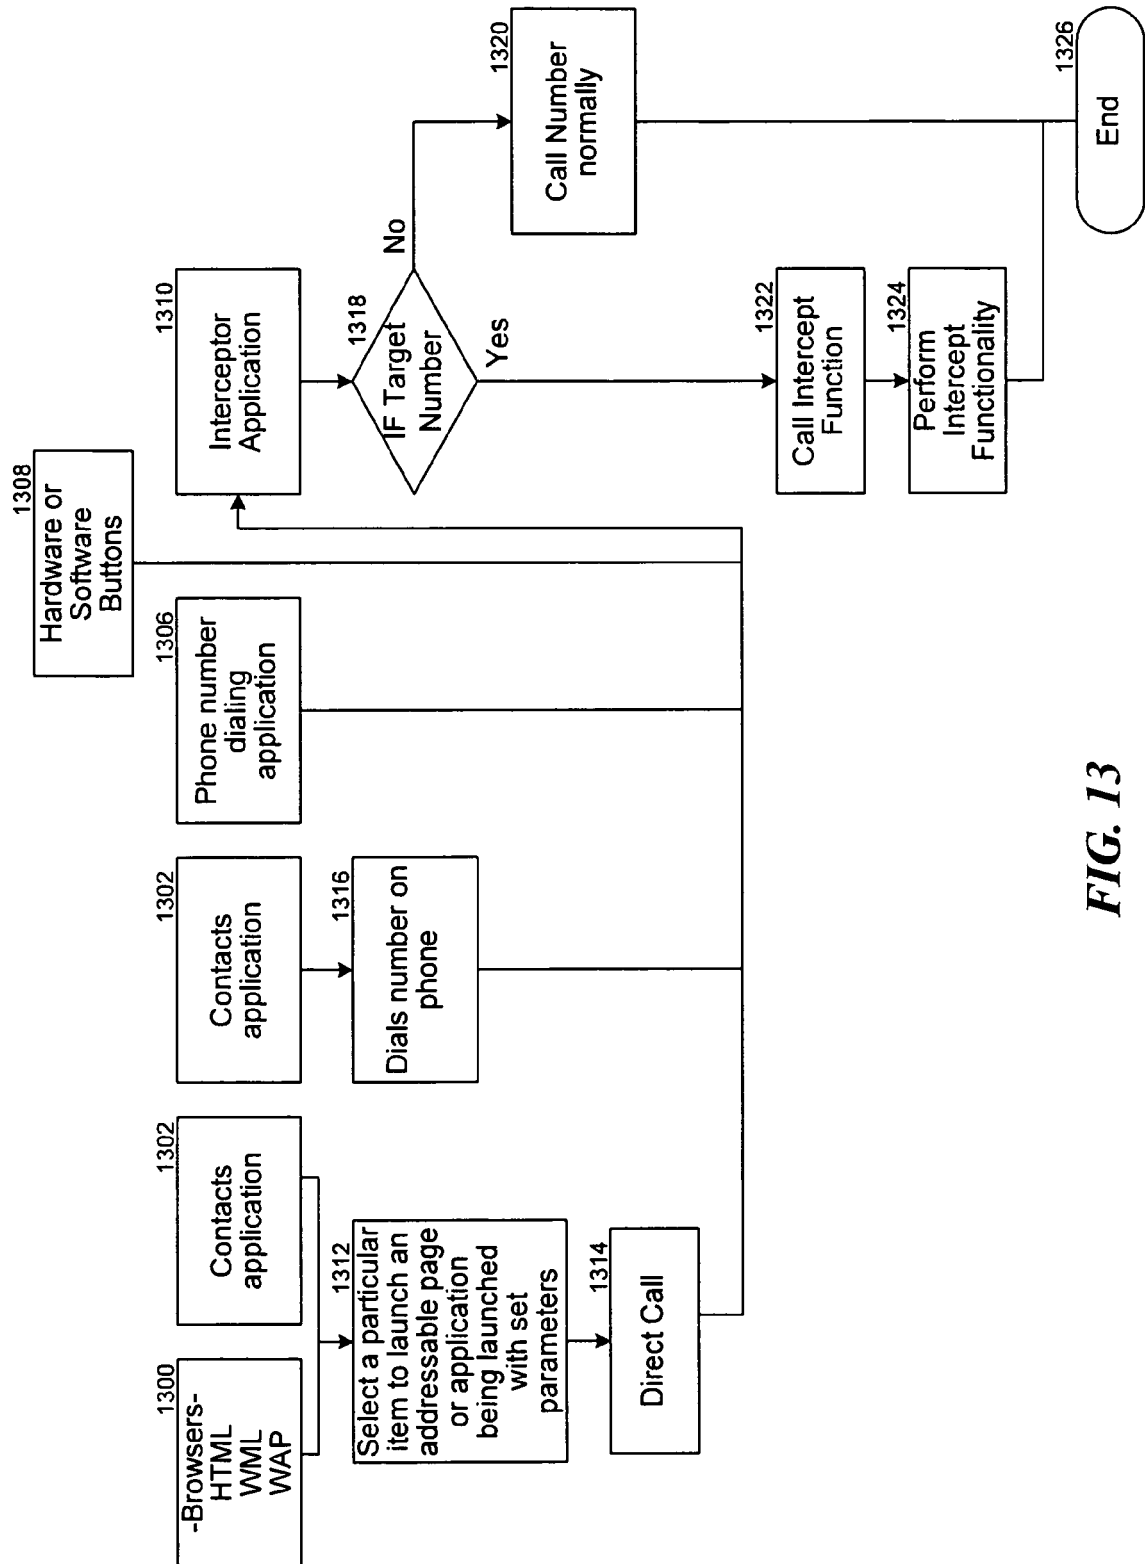 1300
-Browsers-
HTML
WML
WAP
1302
Contacts
application
1302
Contacts
application
1306
Phone number
dialing
application
1308
Hardware or
Software
Buttons
1310
Interceptor
Application
1312
Select a particular
item to launch an
addressable page
or application
being launched
with set
parameters
1316
Dials number on
phone
1318
IF Target
Number
No
Yes
1314
Direct Call
1320
Call Number
normally
1322
Call Intercept
Function
1324
Perform
Intercept
Functionality
1326
End
FIG. 13